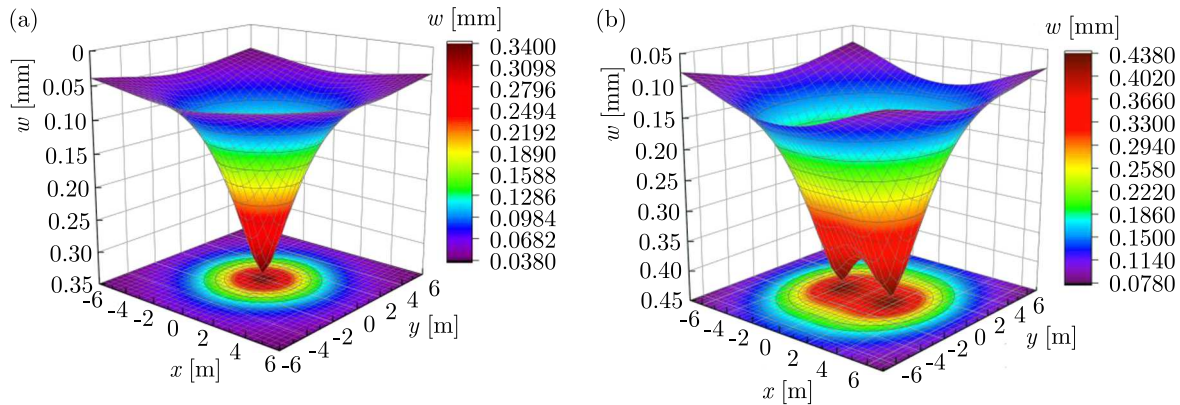 (a)
w [mm]
0
0.05
0.10
0.15
0.20
0.25
0.30
0.35
w [mm]
-6 -4 -2 0 2 4 6
x [m]
-6 -4 -2 0 2 4 6
y [m]
0.3400
0.3098
0.2796
0.2494
0.2192
0.1890
0.1588
0.1286
0.0984
0.0682
0.0380
(b)
w [mm]
0.05
0.10
0.15
0.20
0.25
0.30
0.35
0.40
0.45
w [mm]
-6 -4 -2 0 2 4 6
x [m]
-6 -4 -2 0 2 4 6
y [m]
0.4380
0.4020
0.3660
0.3300
0.2940
0.2580
0.2220
0.1860
0.1500
0.1140
0.0780